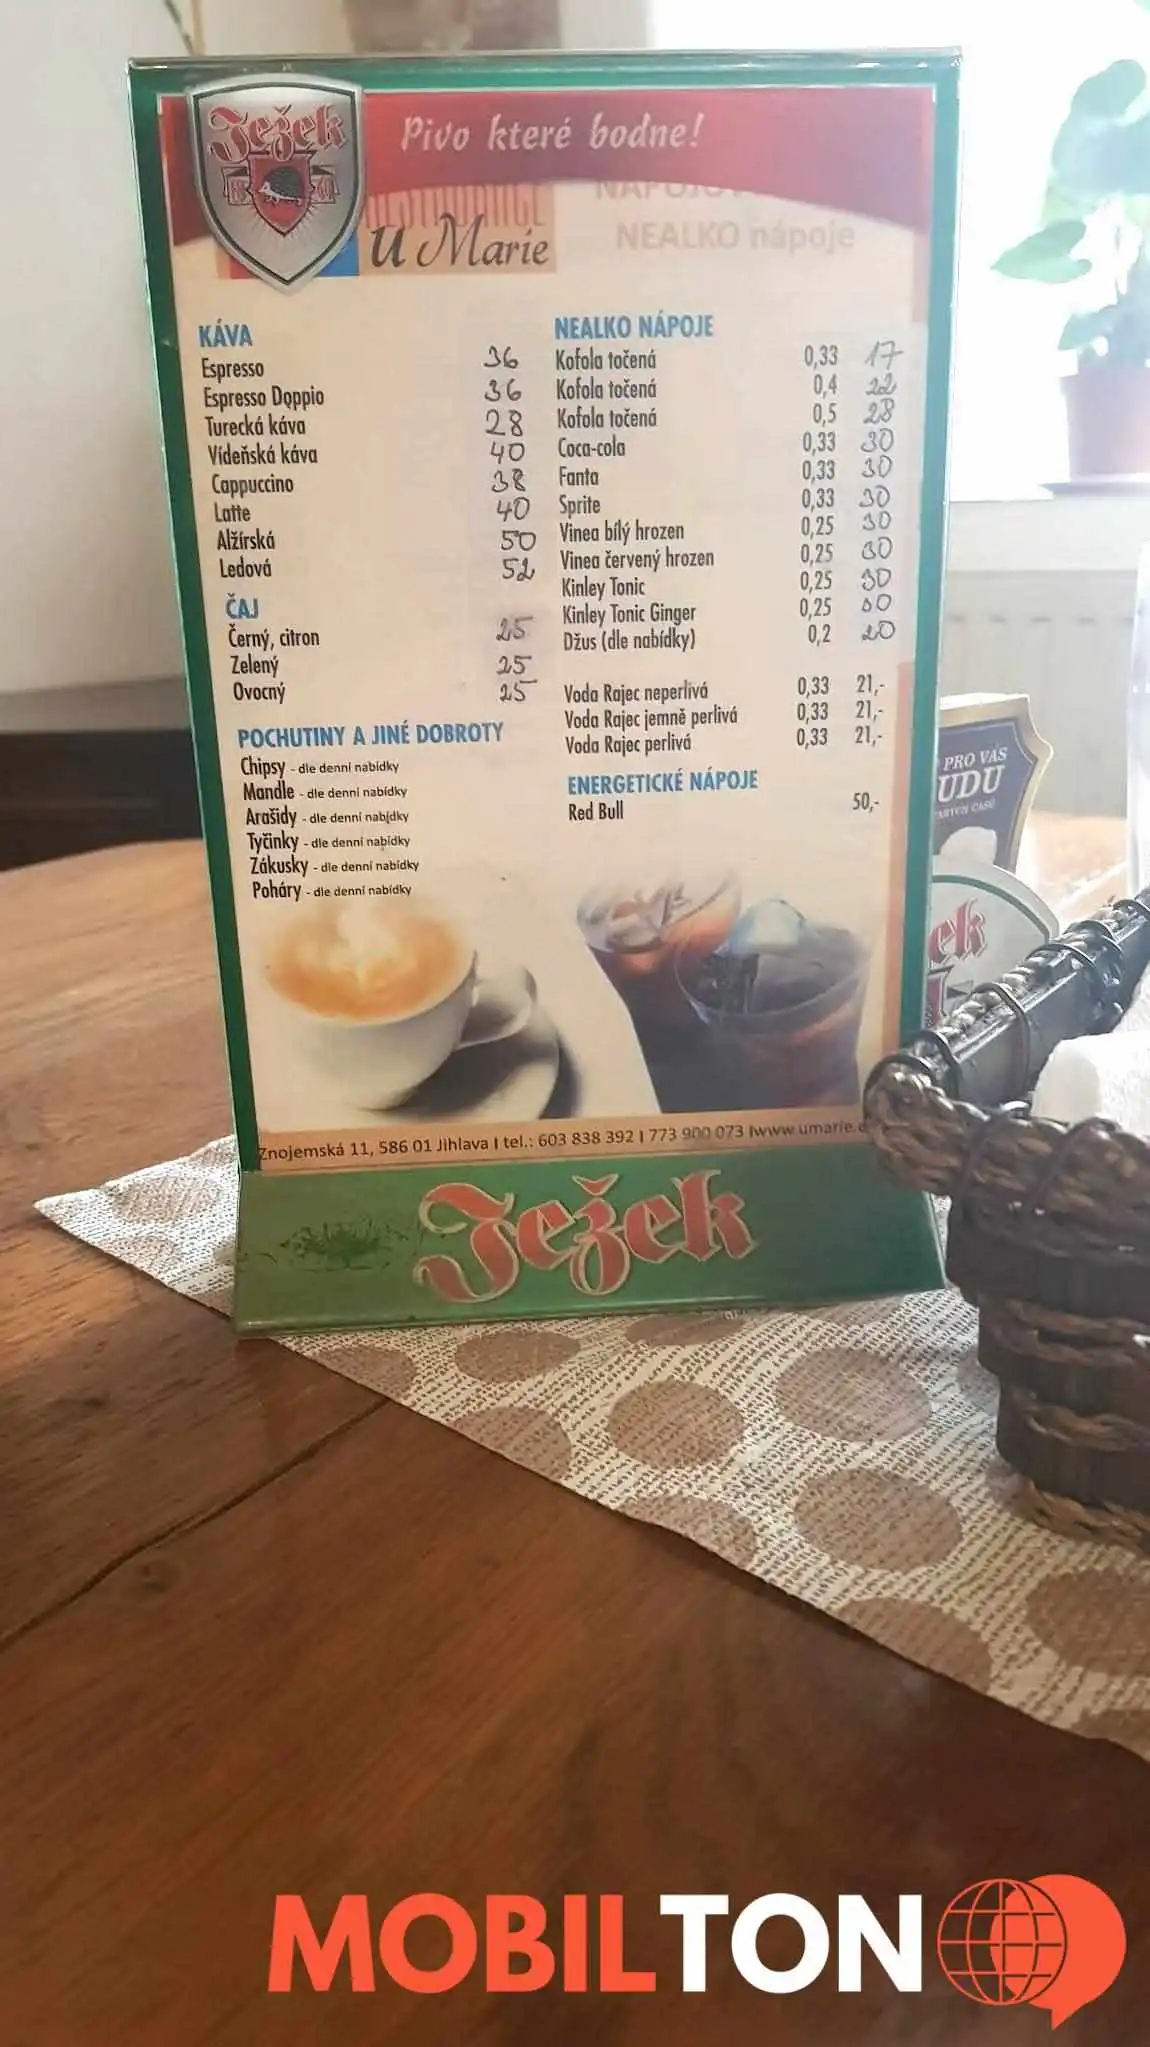 Ježek
Pivo které bodne!
U Marie
NEALKO nápoje
KÁVA
Espresso 36
Espresso Doppio 36
Turecká káva 28
Vídeňská káva 40
Cappuccino 38
Latte 40
Alžírská 50
Ledová 52
ČAJ
Černý, citron 25
Zelený 25
Ovocný 25
POCHUTINY A JINÉ DOBROTY
Chipsy - dle denní nabídky
Mandle - dle denní nabídky
Arašídy - dle denní nabídky
Tyčinky - dle denní nabídky
Zákusky - dle denní nabídky
Poháry - dle denní nabídky
NEALKO NÁPOJE
Kofola točená 0,33 17
Kofola točená 0,4 22
Kofola točená 0,5 28
Coca-cola 0,33 30
Fanta 0,33 30
Sprite 0,33 30
Vinea bílý hrozen 0,25 30
Vinea červený hrozen 0,25 30
Kinley Tonic 0,25 30
Kinley Tonic Ginger 0,25 30
Džus (dle nabídky) 0,2 20
Voda Rajec neperlivá 0,33 21,-
Voda Rajec jemně perlivá 0,33 21,-
Voda Rajec perlivá 0,33 21,-
ENERGETICKÉ NÁPOJE
Red Bull 50,-
Znojemská 11, 586 01 Jihlava I tel.: 603 838 392 I 773 900 073 I www.umarie.
Ježek
PRO VÁS
UDU
ek
MOBILTON